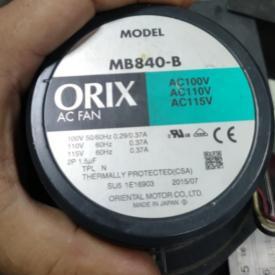 MODEL
MB840-B
ORIX
AC FAN
AC100V
AC110V
AC115V
100V 50/60Hz 0.29/0.37A
110V 60Hz 0.37A
115V 60Hz 0.37A
2P 1.5µF
TPL N
THERMALLY PROTECTED(CSA)
SU5 1E16903 2015/07
ORIENTAL MOTOR CO.,LTD.
MADE IN JAPAN